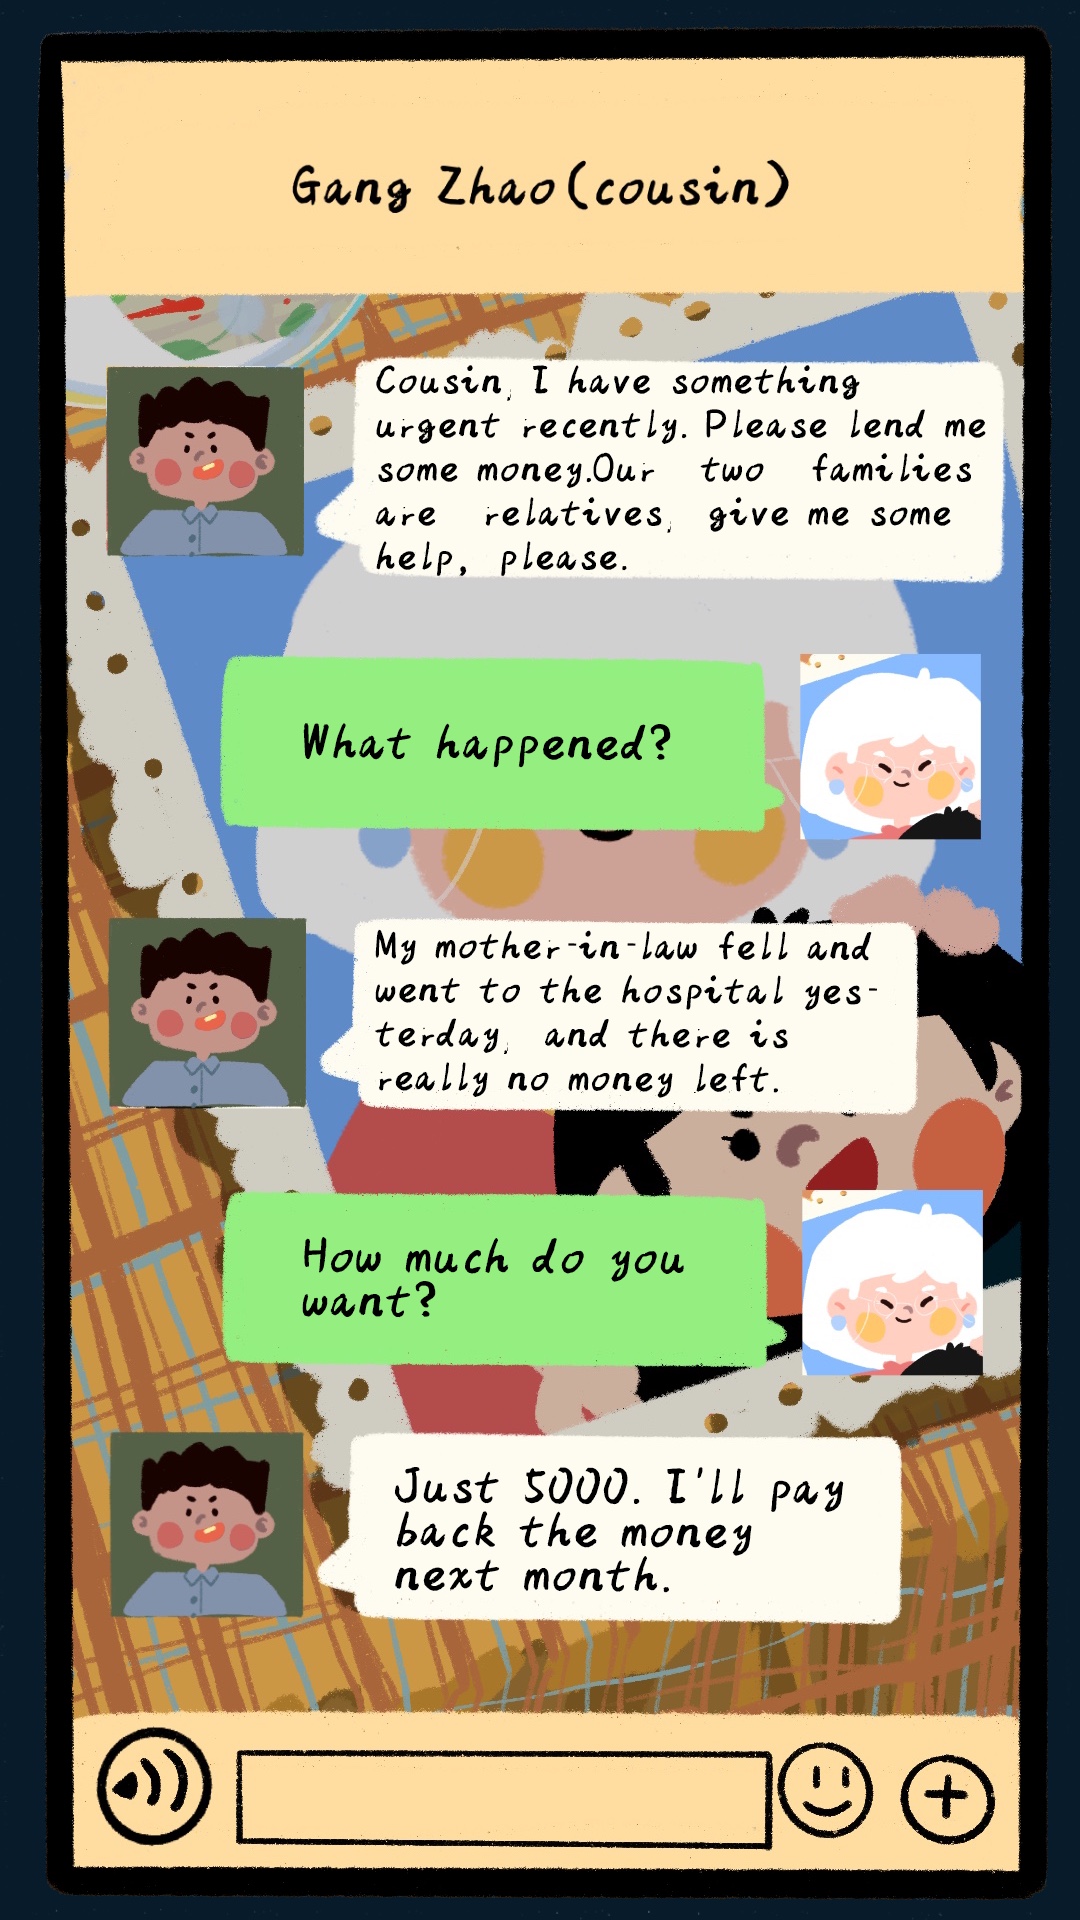 Gang Zhao(cousin)
Cousin, I have something
urgent recently. Please lend me
some money.Our two families
are relatives, give me some
help, please.
What happened?
My mother-in-law fell and
went to the hospital yes-
terday, and there is
really no money left.
How much do you
want?
Just 5000. I'll pay
back the money
next month.